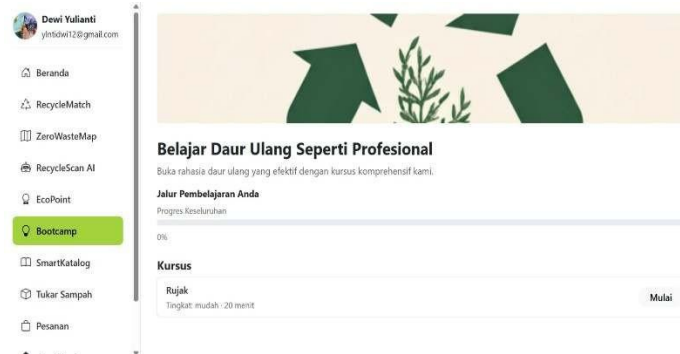 Dewi Yulianti
ylntidwi12@gmail.com
Beranda
RecycleMatch
ZeroWasteMap
RecycleScan AI
EcoPoint
Bootcamp
SmartKatalog
Tukar Sampah
Pesanan
Belajar Daur Ulang Seperti Profesional
Buka rahasia daur ulang yang efektif dengan kursus komprehensif kami.
Jalur Pembelajaran Anda
Progres Keseluruhan
0%
Kursus
Rujak
Tingkat: mudah · 20 menit
Mulai